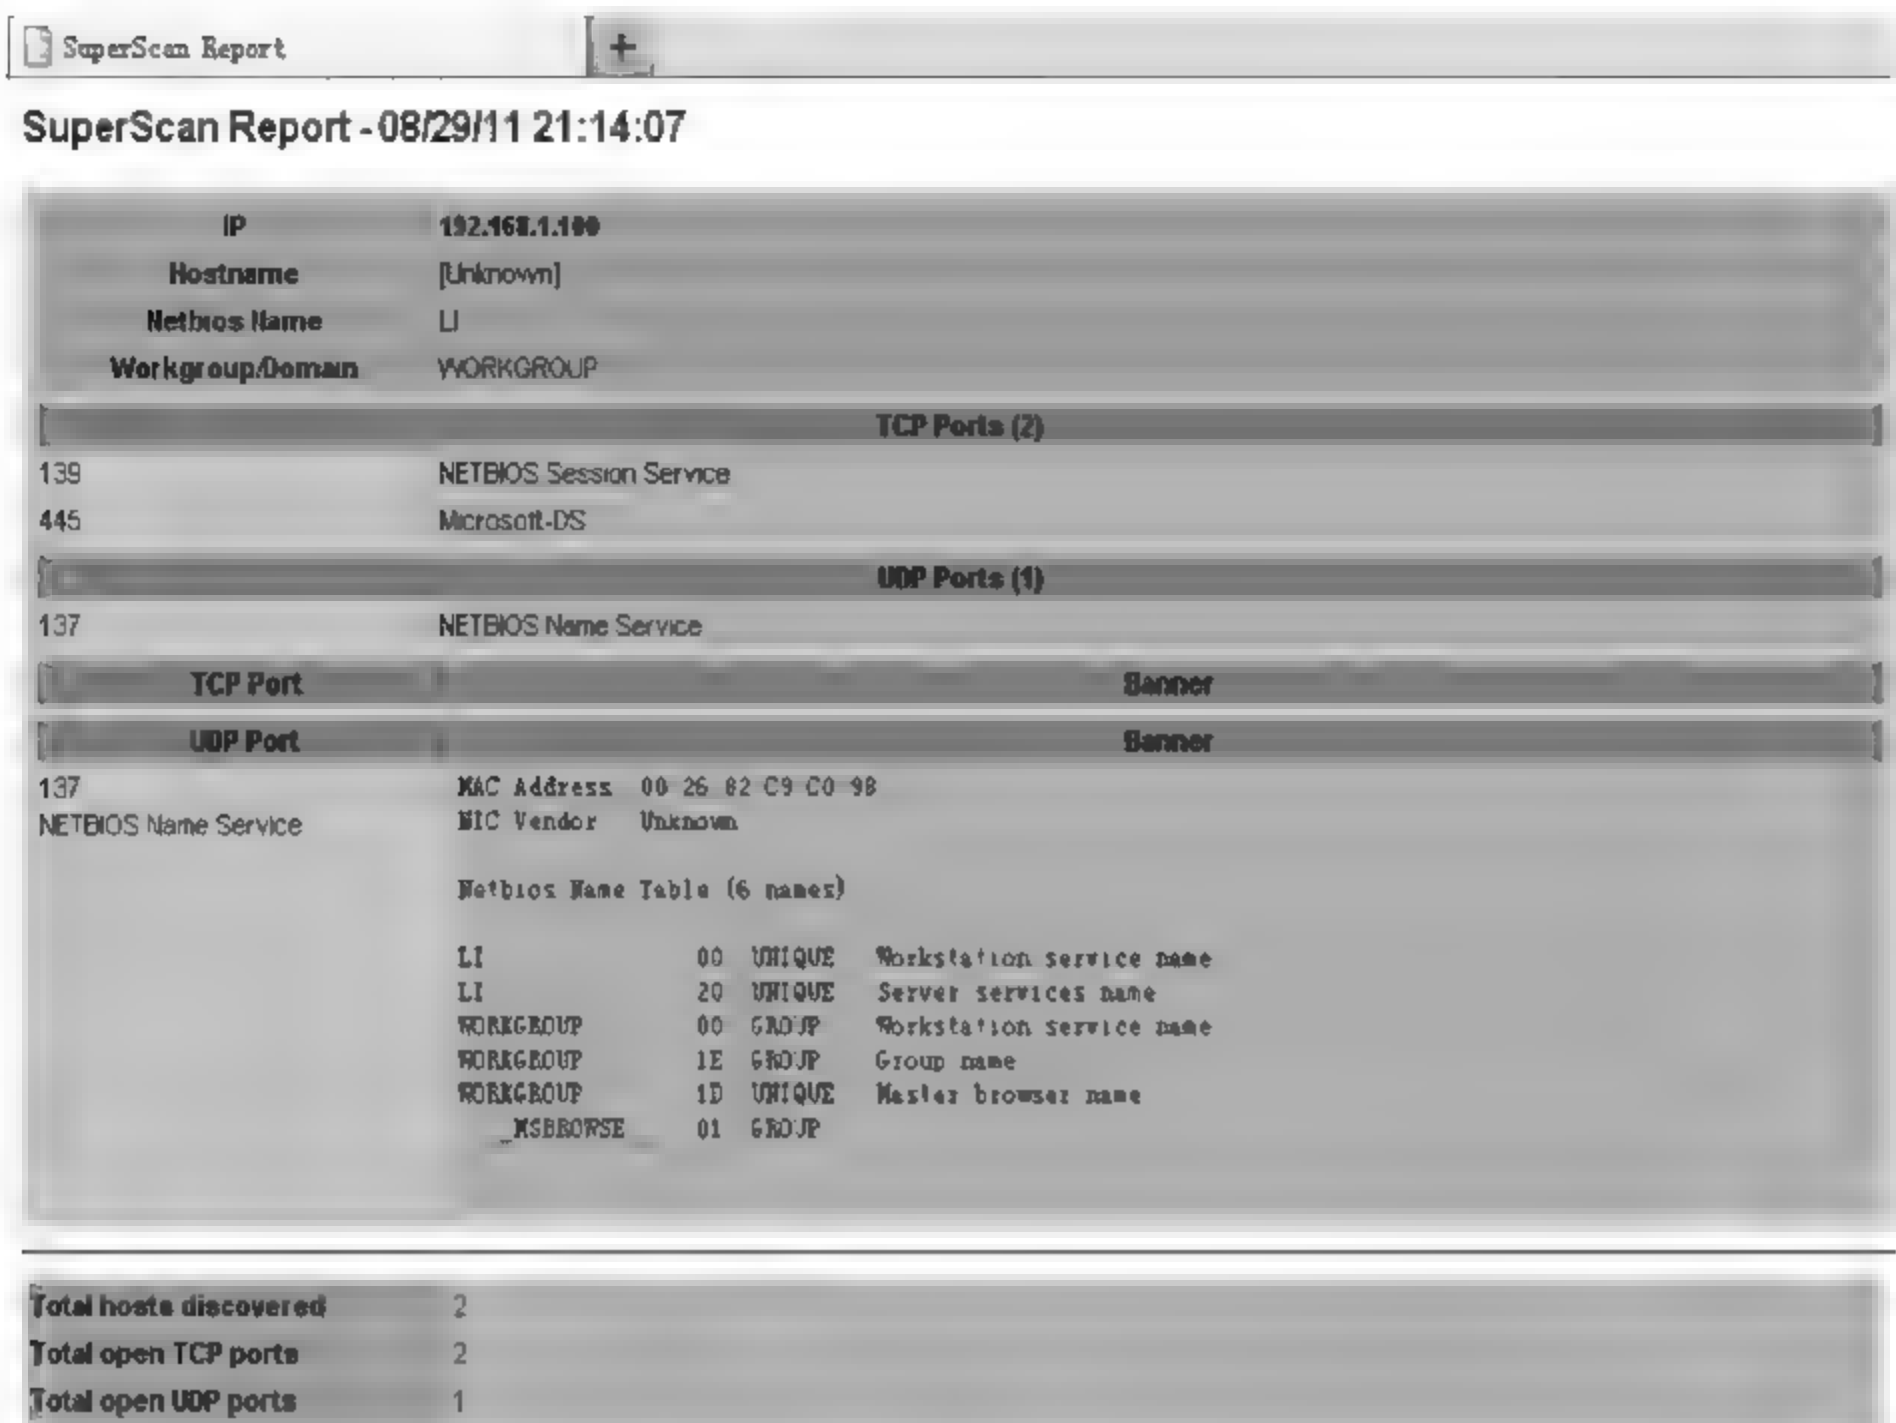 SuperScan Report
+
SuperScan Report - 08/29/11 21:14:07
IP 192.168.1.100
Hostname [Unknown]
Netbios Name LI
Workgroup/Domain WORKGROUP
TCP Ports (2)
139 NETBIOS Session Service
445 Microsoft-DS
UDP Ports (1)
137 NETBIOS Name Service
TCP Port Banner
UDP Port Banner
137 MAC Address 00 26 82 C9 C0 9B
NETBIOS Name Service NIC Vendor Unknown
Netbios Name Table (6 names)
LI 00 UNIQUE Workstation service name
LI 20 UNIQUE Server services name
WORKGROUP 00 GROUP Workstation service name
WORKGROUP 1E GROUP Group name
WORKGROUP 1D UNIQUE Master browser name
__MSBROWSE__ 01 GROUP
Total hosts discovered 2
Total open TCP ports 2
Total open UDP ports 1